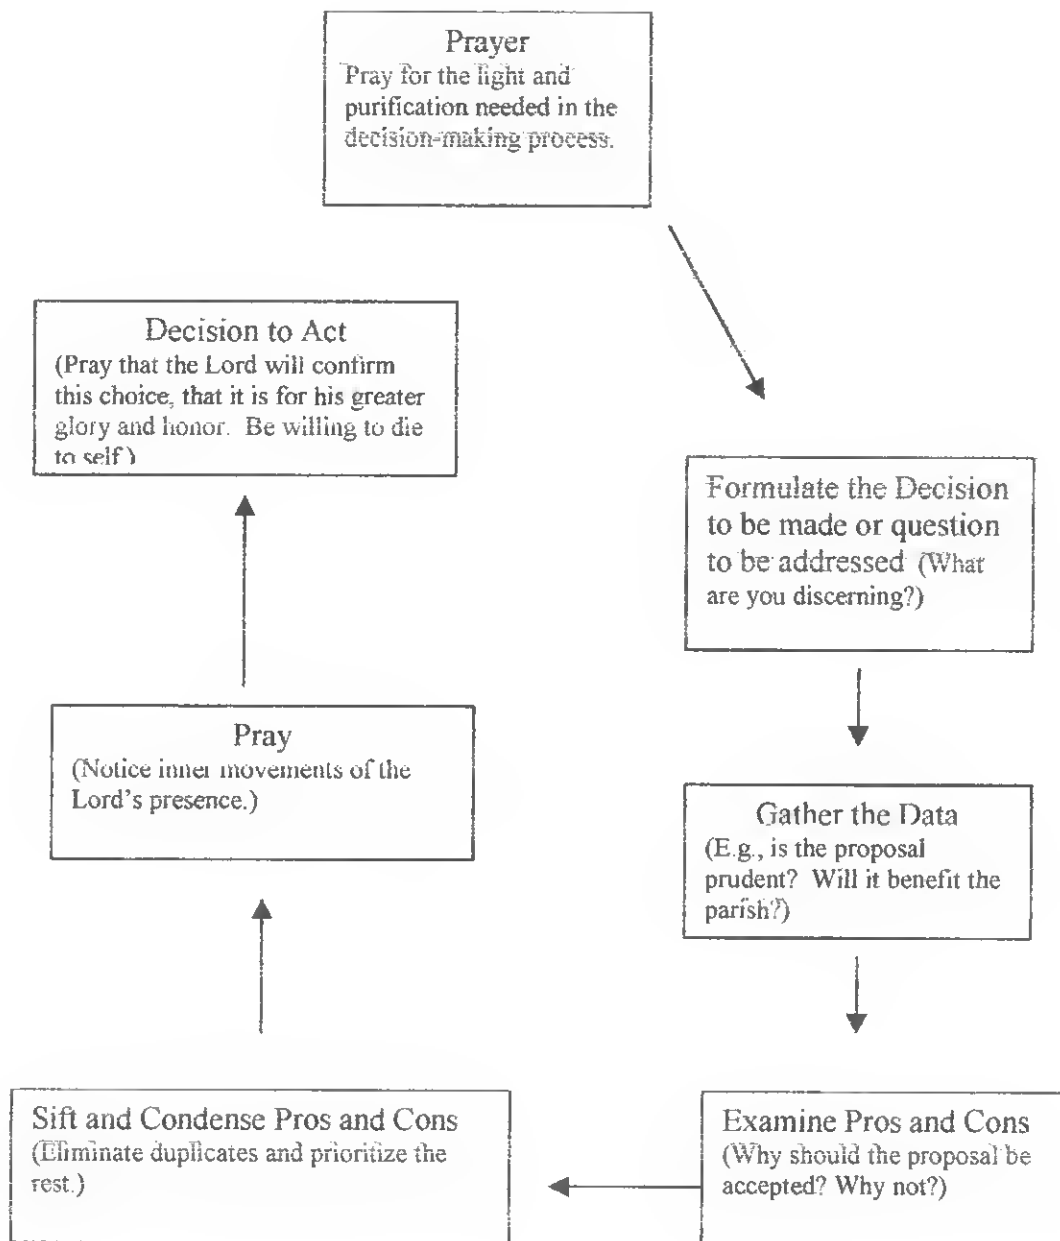 Prayer
Pray for the light and
purification needed in the
decision-making process.
Decision to Act
(Pray that the Lord will confirm
this choice, that it is for his greater
glory and honor.  Be willing to die
to self)
Formulate the Decision
to be made or question
to be addressed (What
are you discerning?)
Pray
(Notice inner movements of the
Lord's presence.)
Gather the Data
(E.g., is the proposal
prudent?  Will it benefit the
parish?)
Sift and Condense Pros and Cons
(Eliminate duplicates and prioritize the
rest.)
Examine Pros and Cons
(Why should the proposal be
accepted? Why not?)